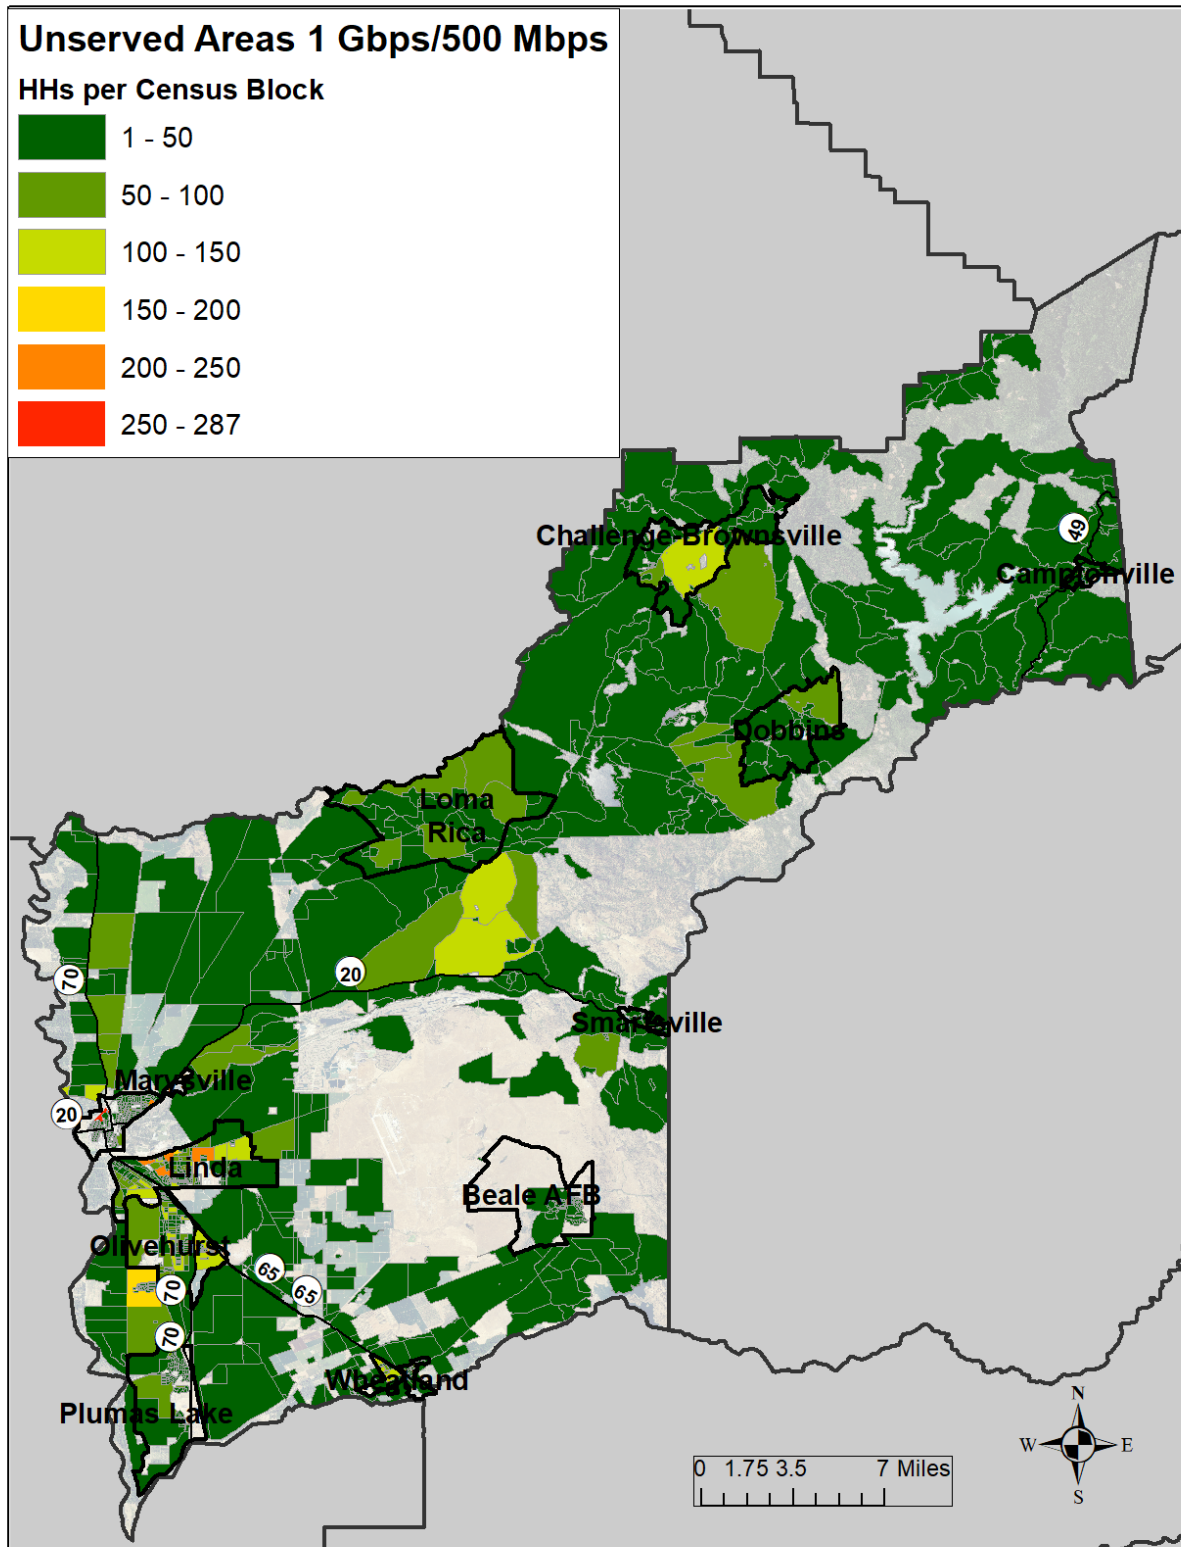 Unserved Areas 1 Gbps/500 Mbps
HHs per Census Block
1 - 50
50 - 100
100 - 150
150 - 200
200 - 250
250 - 287
Challenge-Brownsville
49
Camptonville
Dobbins
Loma
Rica
20
70
Smartsville
Marysville
20
Linda
Beale AFB
Olivehurst
65
65
70
70
Wheatland
Plumas Lake
N
W
E
S
0 1.75 3.5 7 Miles